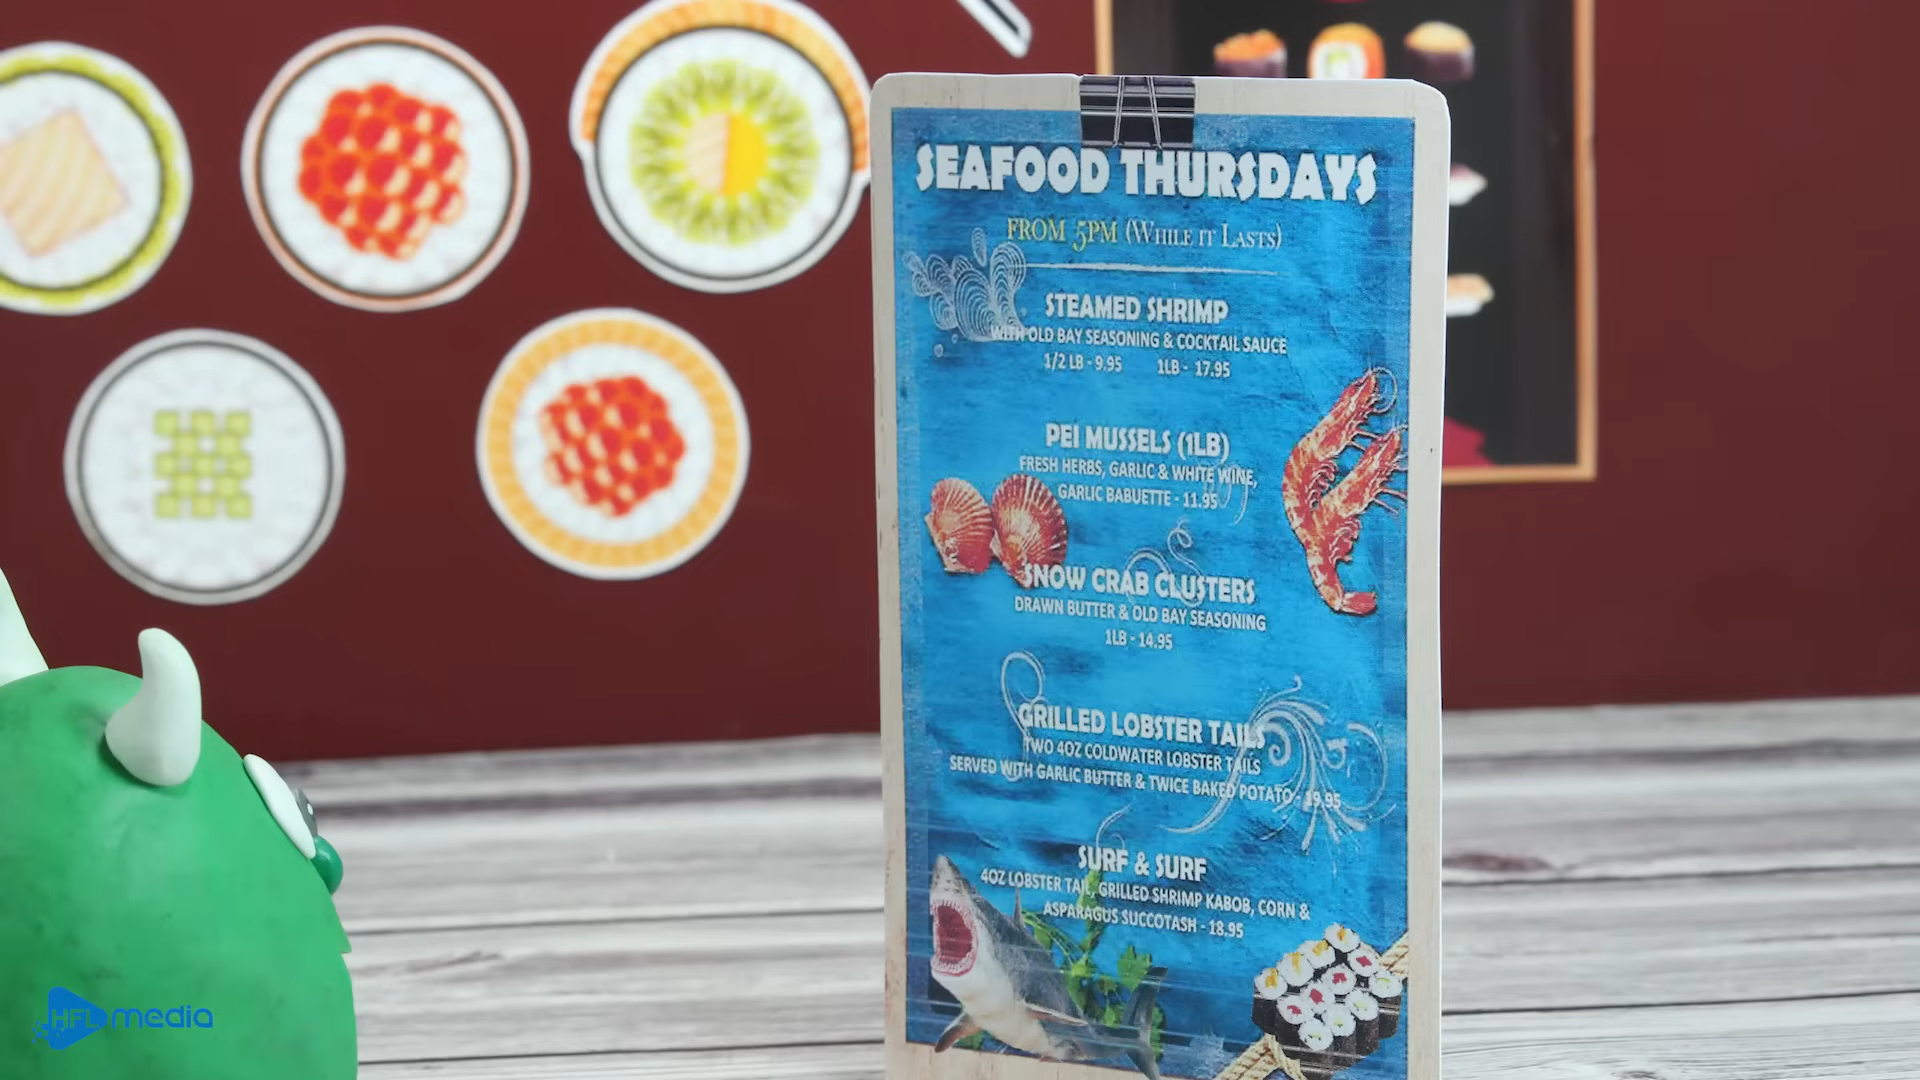 SEAFOOD THURSDAYS
FROM 5PM (WHILE IT LASTS)
STEAMED SHRIMP
WITH OLD BAY SEASONING & COCKTAIL SAUCE
1/2 LB - 9.95 1LB - 17.95
PEI MUSSELS (1LB)
FRESH HERBS, GARLIC & WHITE WINE,
GARLIC BABUETTE - 11.95
SNOW CRAB CLUSTERS
DRAWN BUTTER & OLD BAY SEASONING
1LB - 14.95
GRILLED LOBSTER TAILS
TWO 4OZ COLDWATER LOBSTER TAILS
SERVED WITH GARLIC BUTTER & TWICE BAKED POTATO - 19.95
SURF & SURF
4OZ LOBSTER TAIL, GRILLED SHRIMP KABOB, CORN &
ASPARAGUS SUCCOTASH - 18.95
HFL media